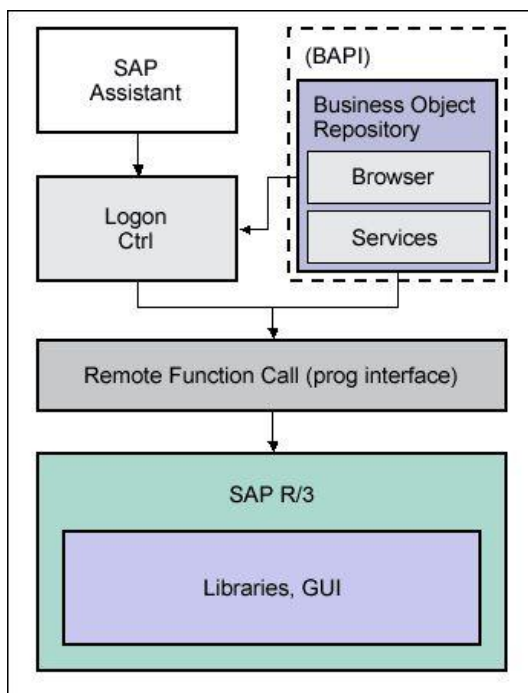 SAP
Assistant
(BAPI)
Business Object
Repository
Browser
Services
Logon
Ctrl
Remote Function Call (prog interface)
SAP R/3
Libraries, GUI